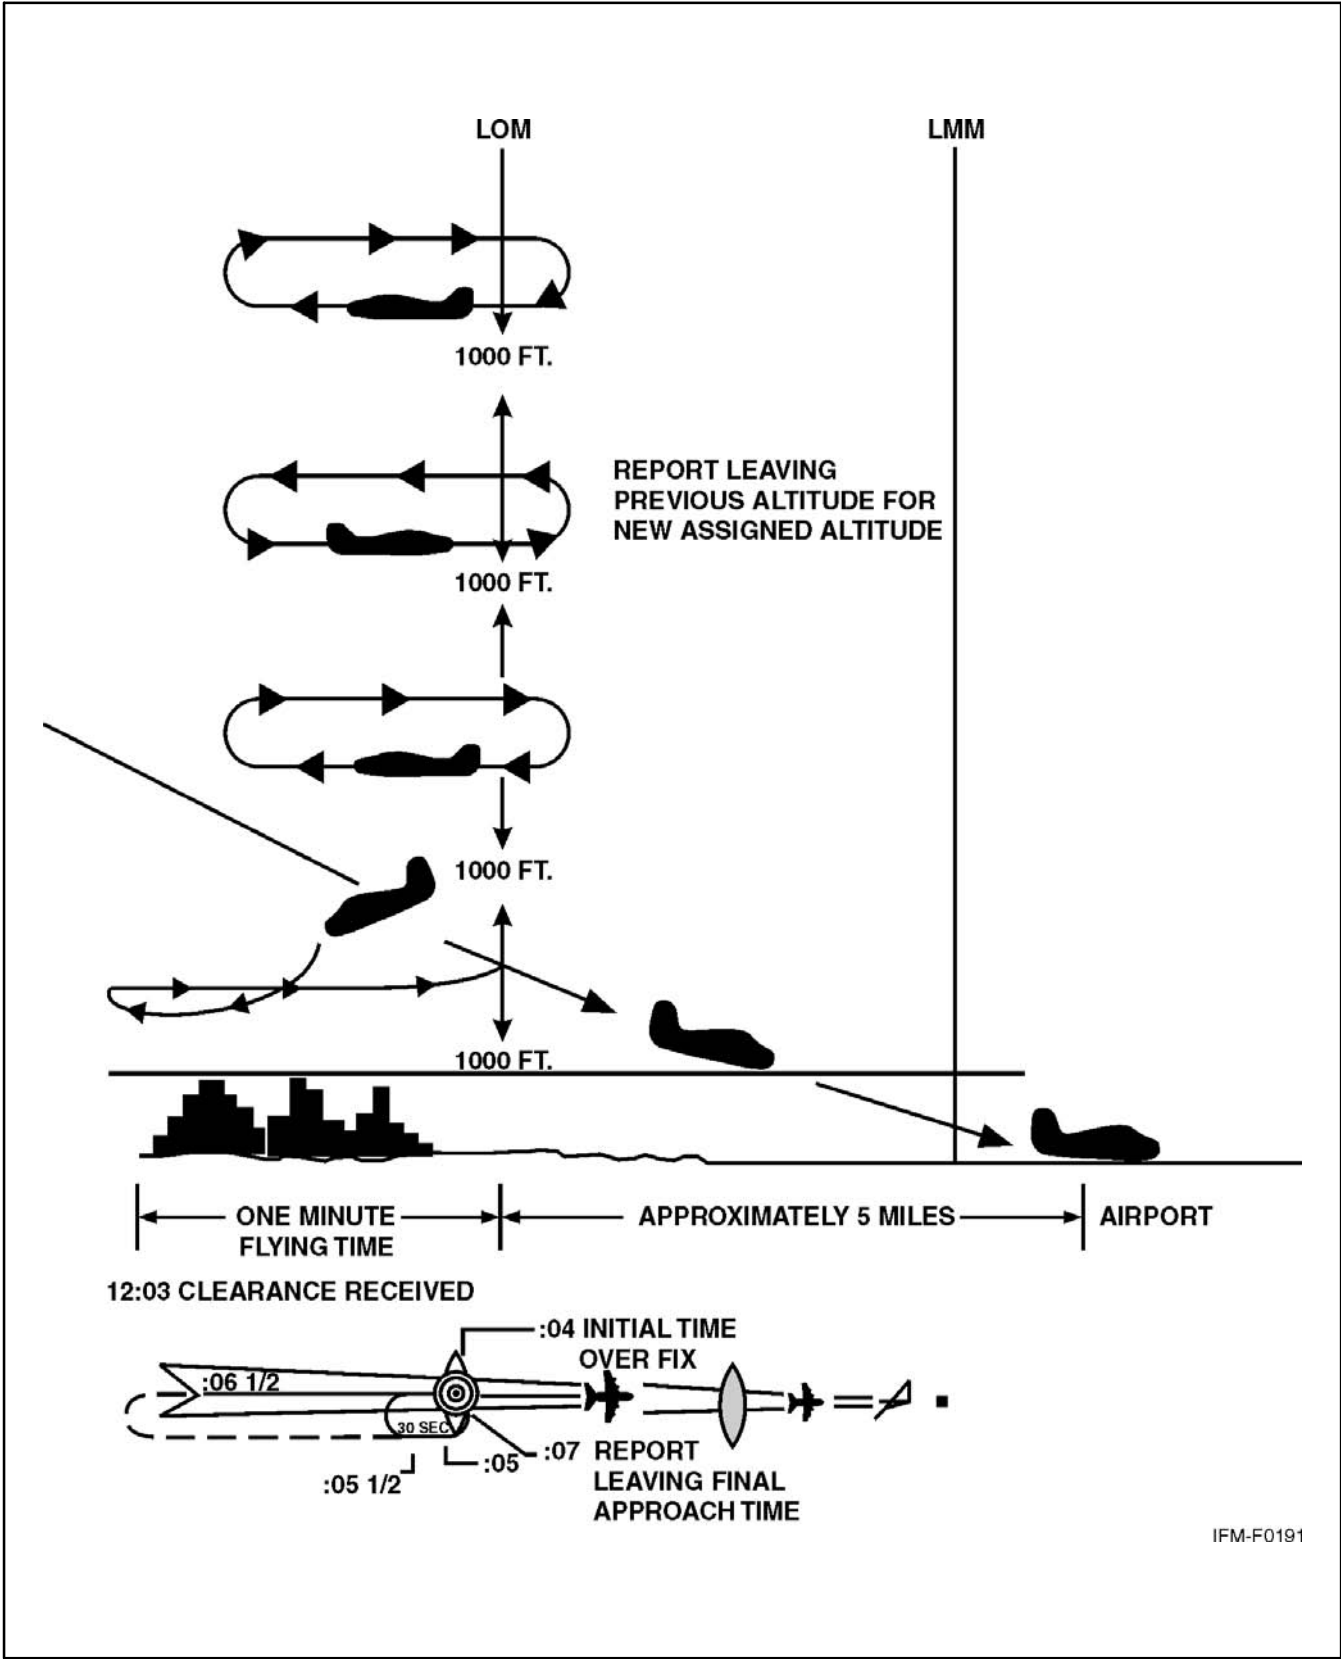 LOM
LMM
1000 FT.
REPORT LEAVING
PREVIOUS ALTITUDE FOR
NEW ASSIGNED ALTITUDE
1000 FT.
1000 FT.
1000 FT.
ONE MINUTE
FLYING TIME
APPROXIMATELY 5 MILES
AIRPORT
12:03 CLEARANCE RECEIVED
:04 INITIAL TIME
OVER FIX
:06 1/2
30 SEC
:05 1/2
:05
:07 REPORT
LEAVING FINAL
APPROACH TIME
IFM-F0191